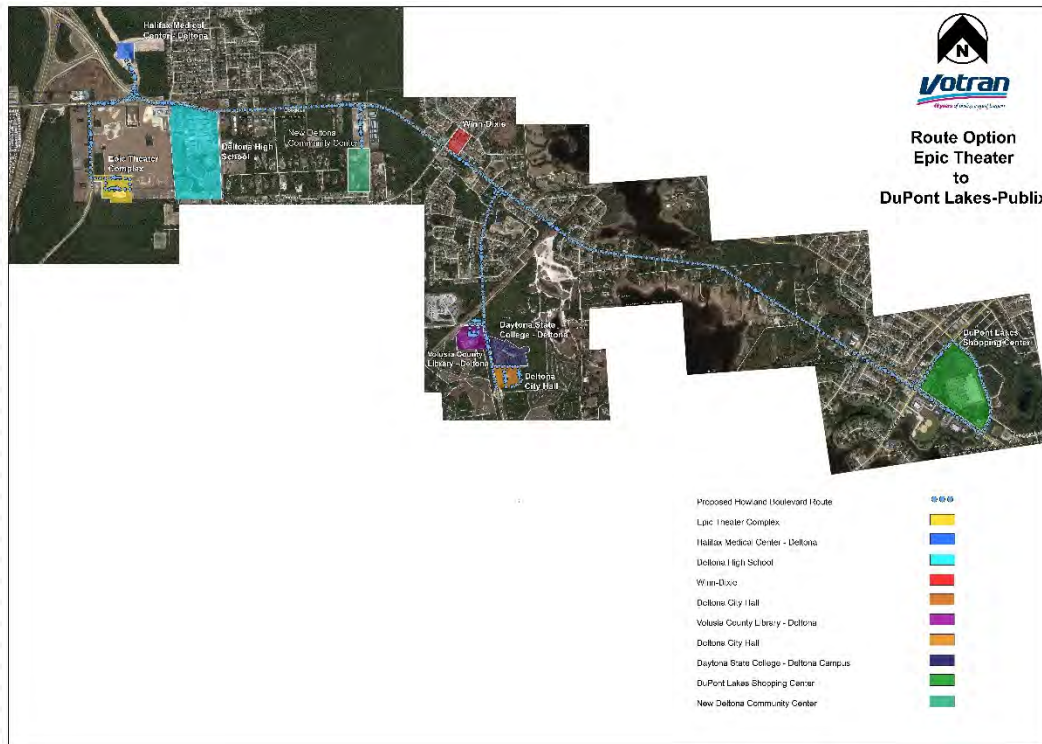 Halifax Medical
Center - Deltona
N
Votran
Route Option
Epic Theater
to
DuPont Lakes-Publix
Winn-Dixie
New Deltona
Community Center
Deltona High
School
Epic Theater
Complex
Daytona State
College - Deltona
Volusia County
Library - Deltona
Deltona
City Hall
DuPont Lakes
Shopping Center
Proposed Howland Boulevard Route
Epic Theater Complex
Halifax Medical Center - Deltona
Deltona High School
Winn-Dixie
Deltona City Hall
Volusia County Library - Deltona
Deltona City Hall
Daytona State College - Deltona Campus
DuPont Lakes Shopping Center
New Deltona Community Center